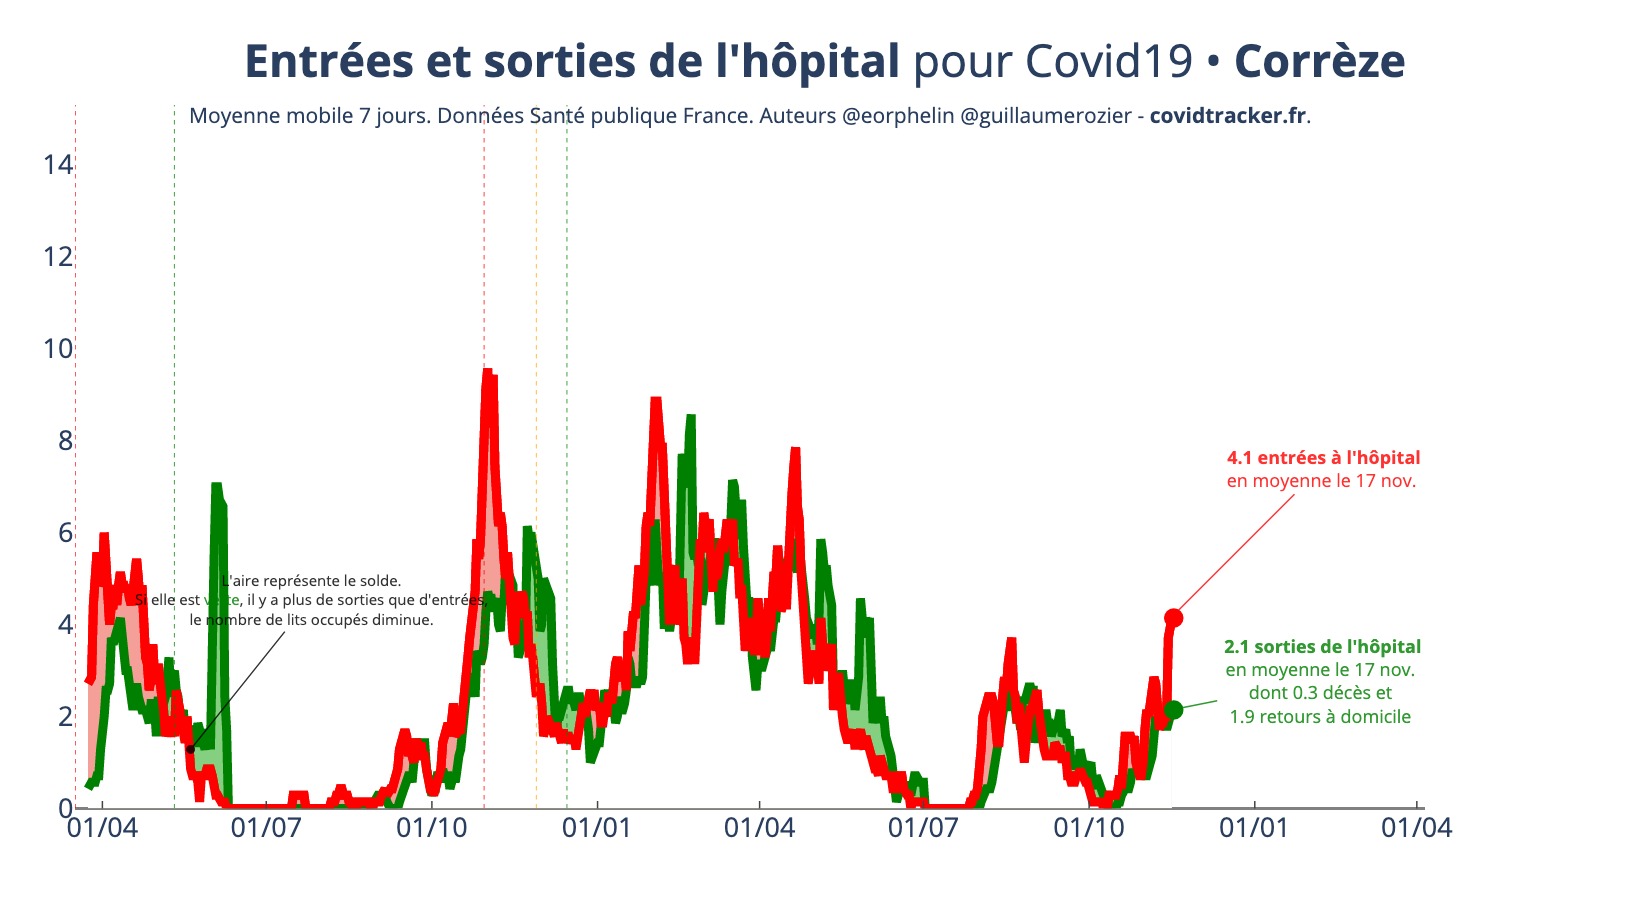 Entrées et sorties de l'hôpital pour Covid19 • Corrèze
Moyenne mobile 7 jours. Données Santé publique France. Auteurs @eorphelin @guillaumerozier - covidtracker.fr.
14
12
10
8
6
4
2
0
4.1 entrées à l'hôpital
en moyenne le 17 nov.
L'aire représente le solde.
Si elle est verte, il y a plus de sorties que d'entrées,
le nombre de lits occupés diminue.
2.1 sorties de l'hôpital
en moyenne le 17 nov.
dont 0.3 décès et
1.9 retours à domicile
01/04 01/07 01/10 01/01 01/04 01/07 01/10 01/01 01/04